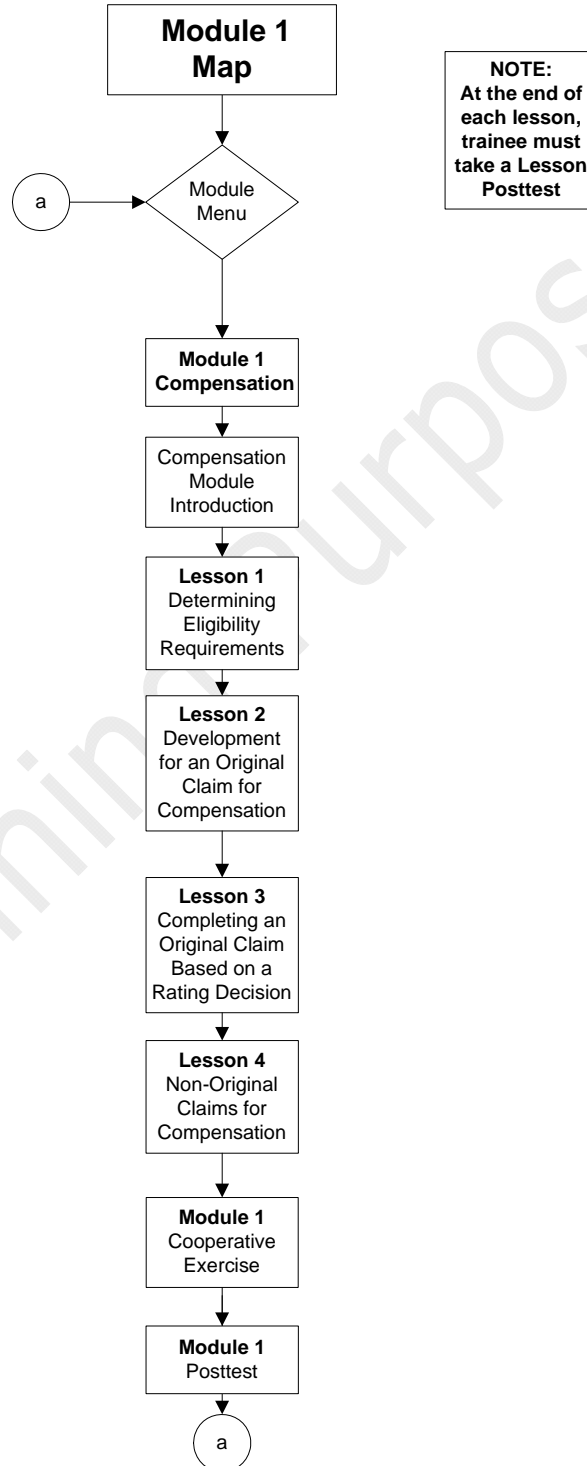 Module 1
Map
NOTE:
At the end of
each lesson,
trainee must
take a Lesson
Posttest
a
Module
Menu
Module 1
Compensation
Compensation
Module
Introduction
Lesson 1
Determining
Eligibility
Requirements
Lesson 2
Development
for an Original
Claim for
Compensation
Lesson 3
Completing an
Original Claim
Based on a
Rating Decision
Lesson 4
Non-Original
Claims for
Compensation
Module 1
Cooperative
Exercise
Module 1
Posttest
a